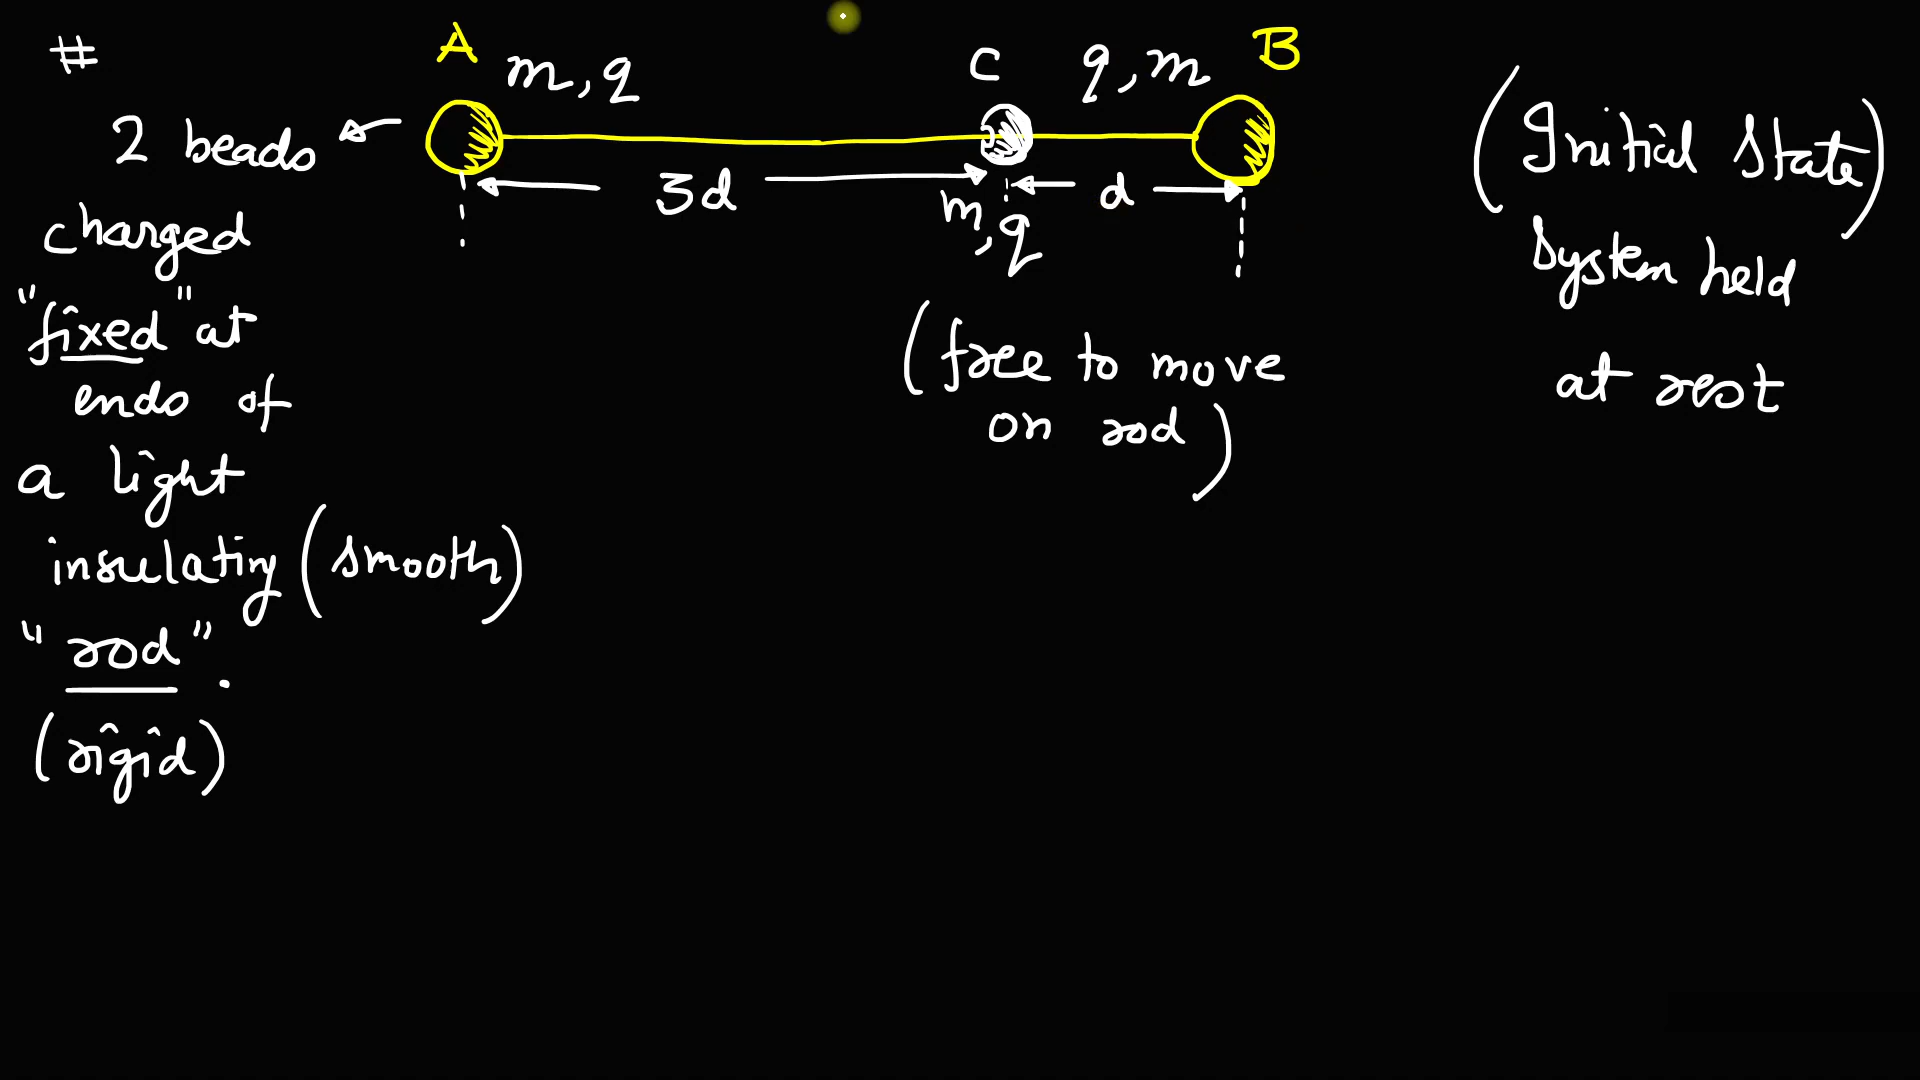 #
A m, q C q, m B
2 beads
3d d
m, q
charged
"fixed" at
ends of
a light
insulating (smooth)
"rod".
(rigid)
(free to move
on rod)
(Initial State)
System held
at rest